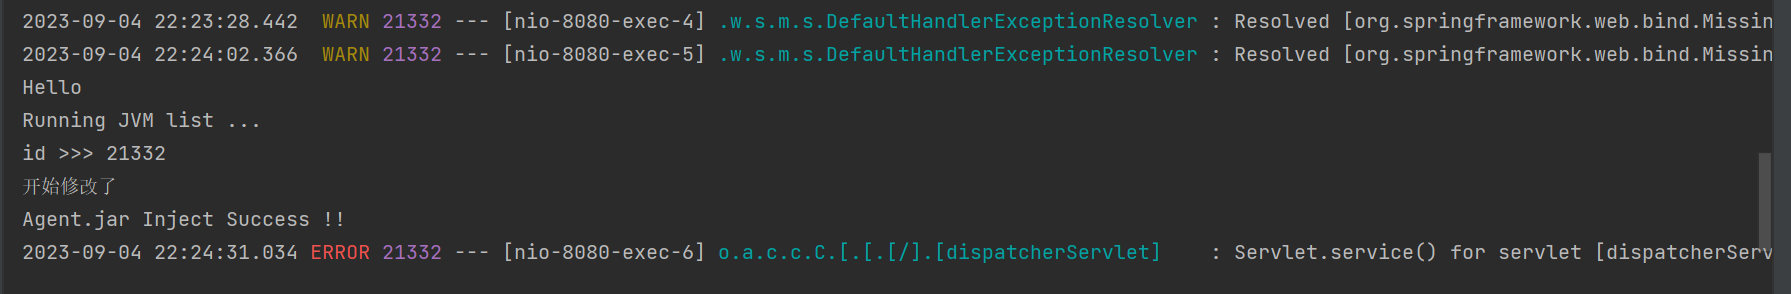 2023-09-04 22:23:28.442  WARN 21332 --- [nio-8080-exec-4] .w.s.m.s.DefaultHandlerExceptionResolver : Resolved [org.springframework.web.bind.Missin
2023-09-04 22:24:02.366  WARN 21332 --- [nio-8080-exec-5] .w.s.m.s.DefaultHandlerExceptionResolver : Resolved [org.springframework.web.bind.Missin
Hello
Running JVM list ...
id >>> 21332
开始修改了
Agent.jar Inject Success !!
2023-09-04 22:24:31.034 ERROR 21332 --- [nio-8080-exec-6] o.a.c.c.C.[.[.[/].[dispatcherServlet]    : Servlet.service() for servlet [dispatcherServ